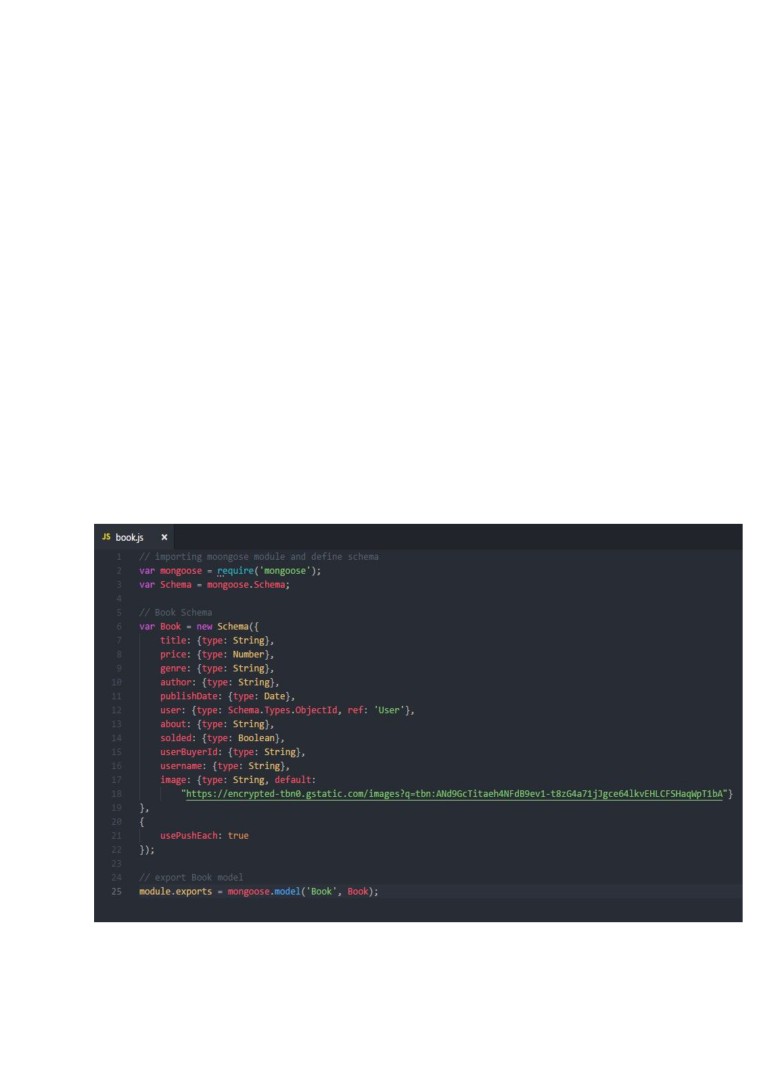 JS book.js ×
1 // importing moongose module and define schema
2 var mongoose = require('mongoose');
3 var Schema = mongoose.Schema;
4
5 // Book Schema
6 var Book = new Schema({
7 title: {type: String},
8 price: {type: Number},
9 genre: {type: String},
10 author: {type: String},
11 publishDate: {type: Date},
12 user: {type: Schema.Types.ObjectId, ref: 'User'},
13 about: {type: String},
14 solded: {type: Boolean},
15 userBuyerId: {type: String},
16 username: {type: String},
17 image: {type: String, default:
18 "https://encrypted-tbn0.gstatic.com/images?q=tbn:ANd9GcTitaeh4NFdB9ev1-t8zG4a71jJgce64lkvEHLCFSHaqWpT1bA"}
19 },
20 {
21 usePushEach: true
22 });
23
24 // export Book model
25 module.exports = mongoose.model('Book', Book);